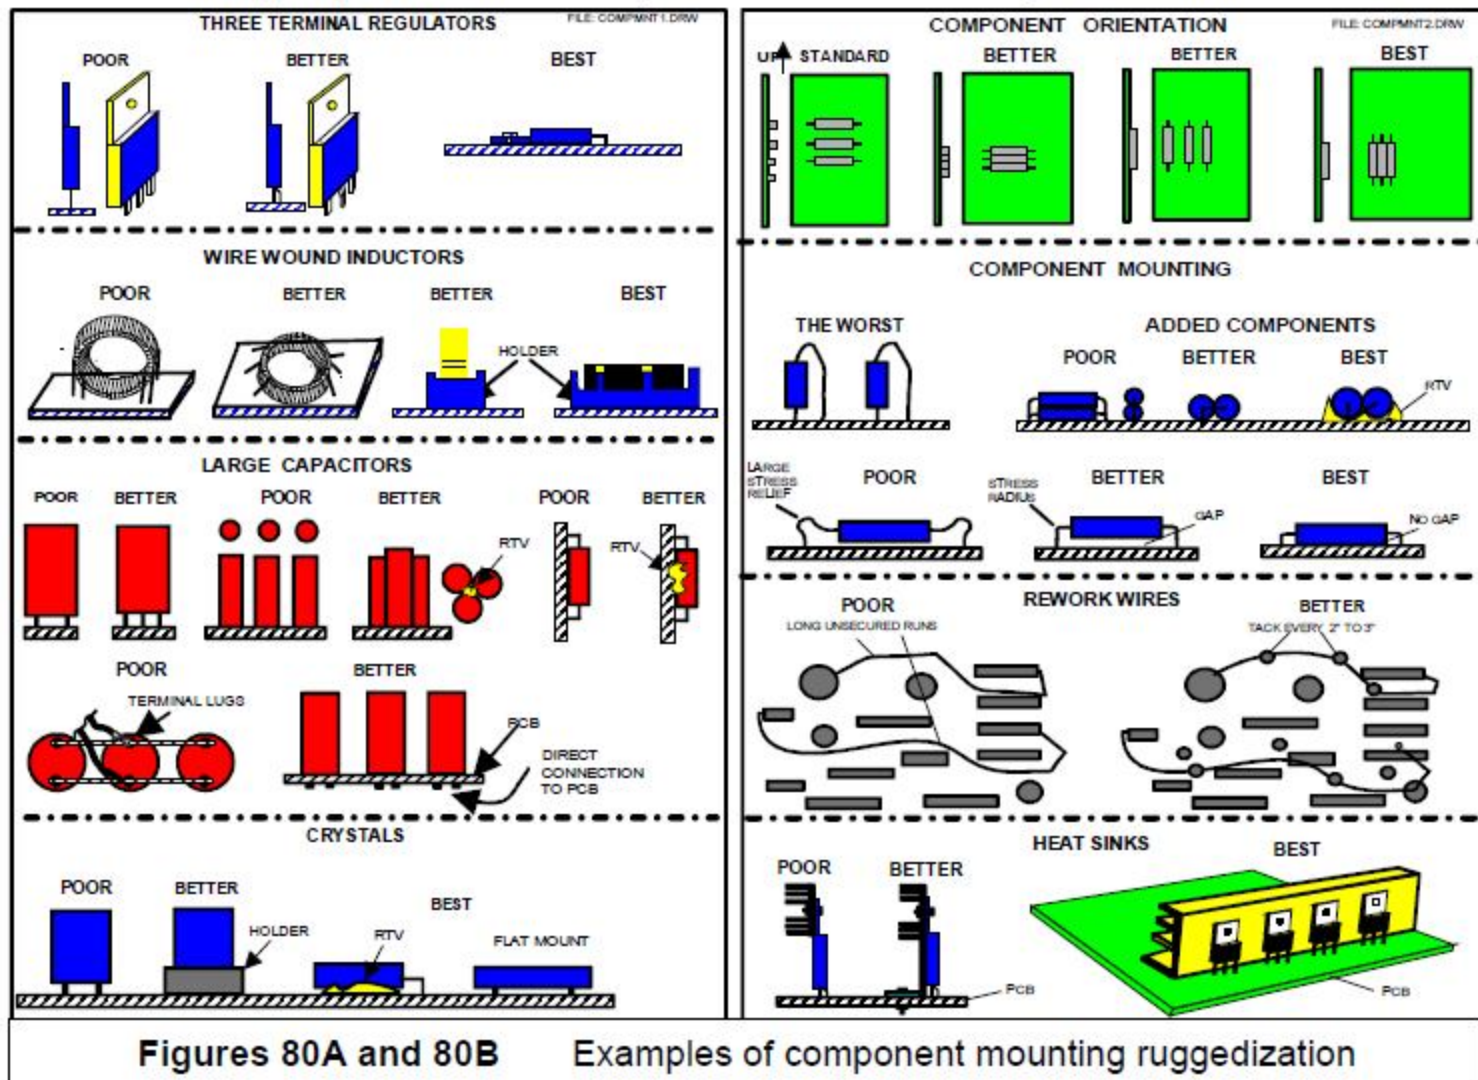 THREE TERMINAL REGULATORS
FILE: COMPMNT1.DRW
POOR
BETTER
BEST
WIRE WOUND INDUCTORS
POOR
BETTER
BETTER
BEST
HOLDER
LARGE CAPACITORS
POOR
BETTER
POOR
BETTER
POOR
BETTER
RTV
RTV
POOR
BETTER
TERMINAL LUGS
PCB
DIRECT
CONNECTION
TO PCB
CRYSTALS
POOR
BETTER
BEST
HOLDER
RTV
FLAT MOUNT
COMPONENT ORIENTATION
FILE: COMPMNT2.DRW
UP
STANDARD
BETTER
BETTER
BEST
COMPONENT MOUNTING
THE WORST
ADDED COMPONENTS
POOR
BETTER
BEST
RTV
LARGE
STRESS
RELIEF
POOR
STRESS
RADIUS
BETTER
GAP
BEST
NO GAP
REWORK WIRES
POOR
LONG UNSECURED RUNS
BETTER
TACK EVERY 2" TO 3"
HEAT SINKS
POOR
BETTER
BEST
PCB
PCB
Figures 80A and 80B Examples of component mounting ruggedization